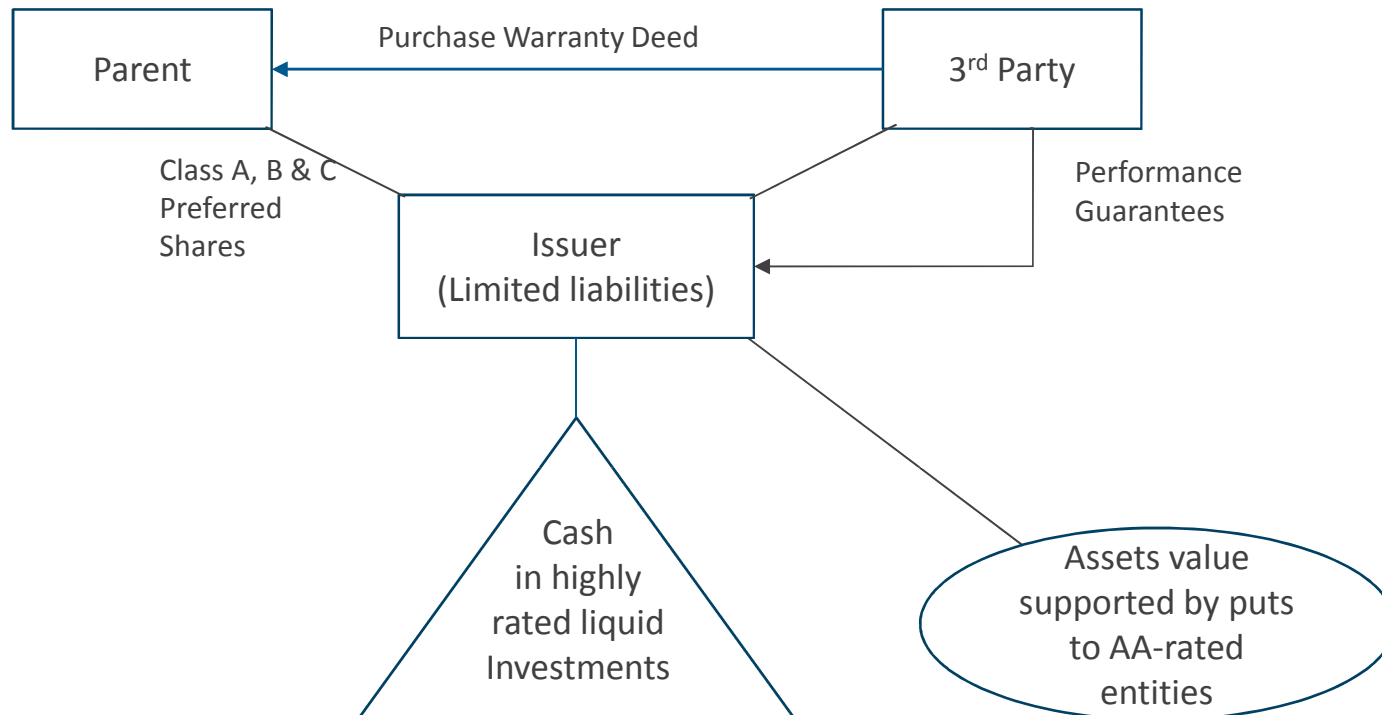 Purchase Warranty Deed
Parent
3rd Party
Class A, B & C
Preferred
Shares
Performance
Guarantees
Issuer
(Limited liabilities)
Cash
in highly
rated liquid
Investments
Assets value
supported by puts
to AA-rated
entities